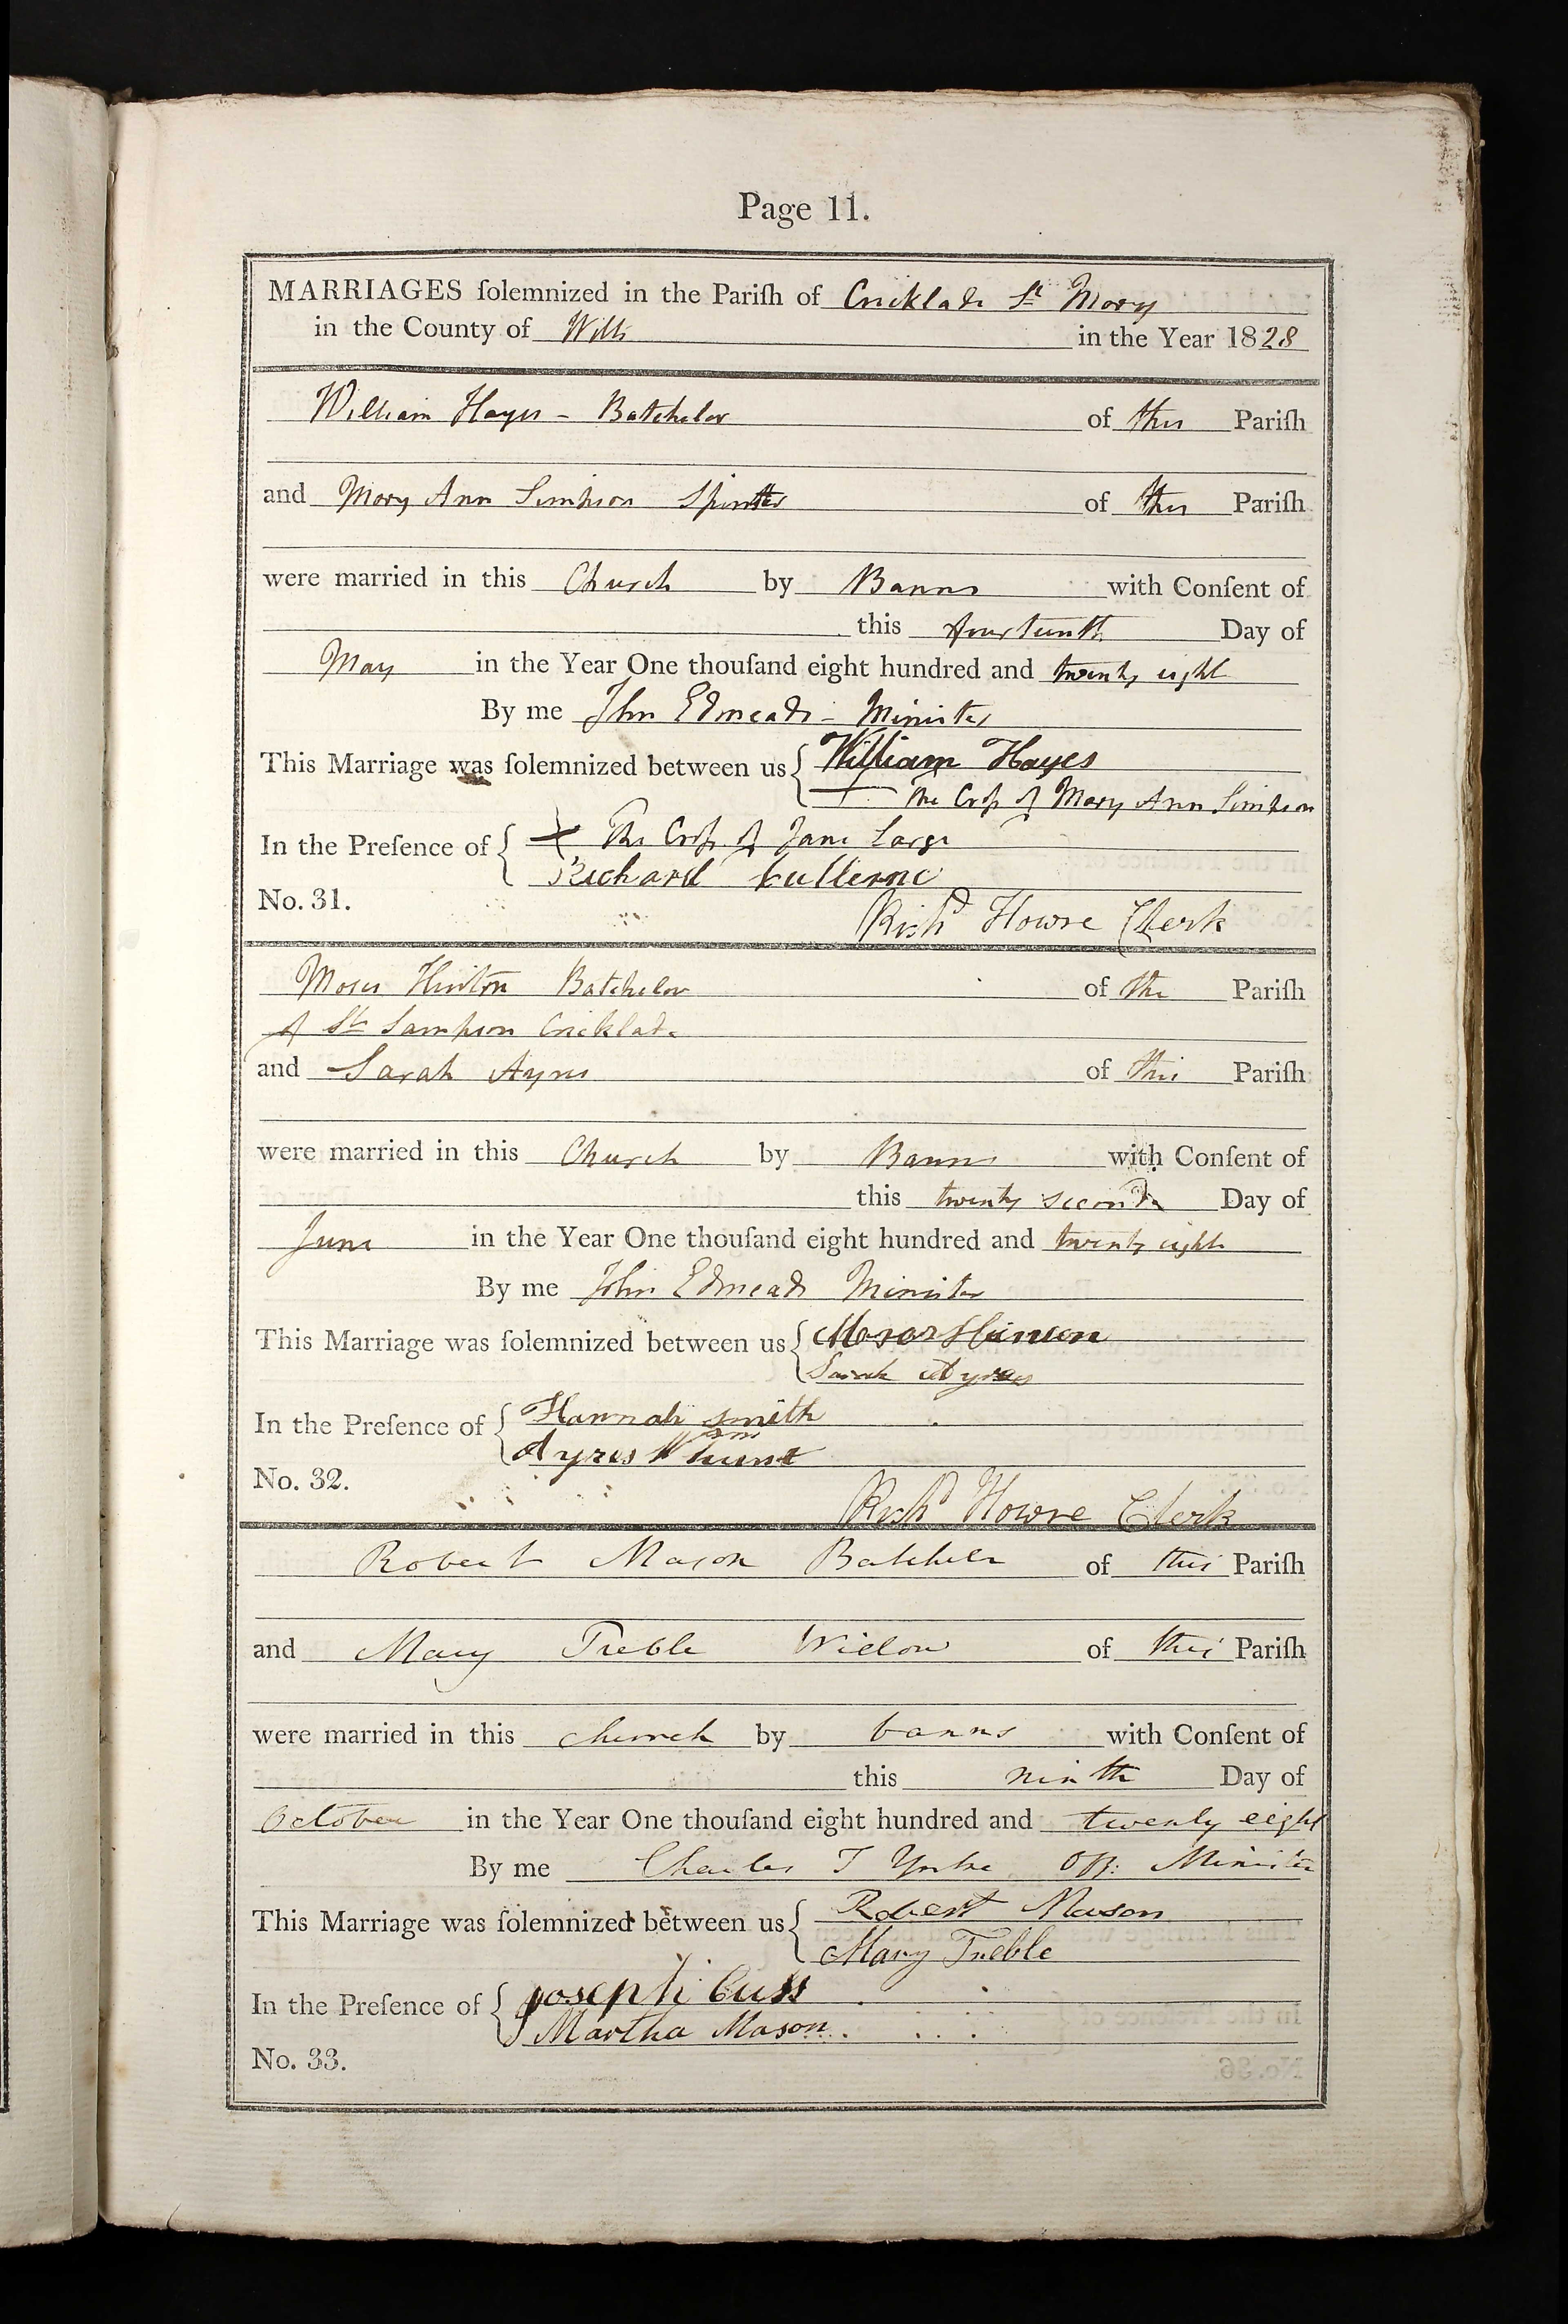 Page 11.
MARRIAGES ſolemnized in the Pariſh of Cricklade St Mary
in the County of Wilts in the Year 1828
William Hayes - Batchelor of this Pariſh
and Mary Ann Simpson Spinster of this Pariſh
were married in this Church by Banns with Conſent of
this fourteenth Day of
May in the Year One thouſand eight hundred and twenty eight
By me John Edmeads - Minister
This Marriage was ſolemnized between us William Hayes
+ The Croſs of Mary Ann Simpson
In the Preſence of + The Croſs of Jane Large
Richard
No. 31.
Richd Howse Clerk
Moses Hinton Batchelor of the Pariſh
of St Sampson Cricklade
and Sarah Ayres of this Pariſh
were married in this Church by Banns with Conſent of
this twenty second Day of
June in the Year One thouſand eight hundred and twenty eight
By me John Edmeads Minister
This Marriage was ſolemnized between us Moses Hinton
Sarah Ayres
In the Preſence of Hannah Smith
Ayres
No. 32.
Richd Howse Clerk
Robert Mason Batchelor of this Pariſh
and Mary Treble Widow of this Pariſh
were married in this church by banns with Conſent of
this ninth Day of
October in the Year One thouſand eight hundred and twenty eight
By me Charles T Yorke Off: Minister
This Marriage was ſolemnized between us Robert Mason
Mary Treble
In the Preſence of Joseph Cuss
Martha Mason
No. 33.